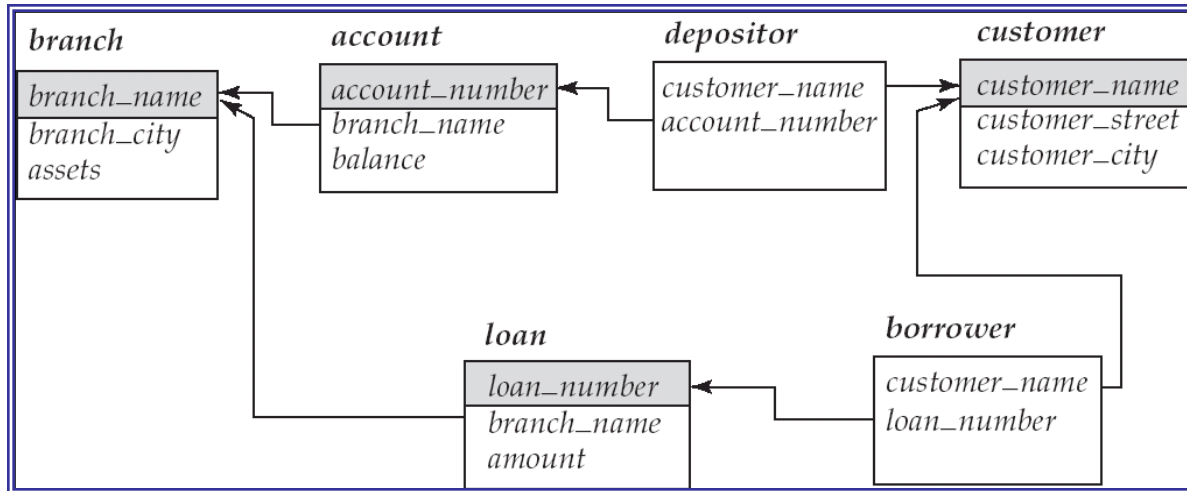 branch
branch_name
branch_city
assets
account
account_number
branch_name
balance
depositor
customer_name
account_number
customer
customer_name
customer_street
customer_city
loan
loan_number
branch_name
amount
borrower
customer_name
loan_number